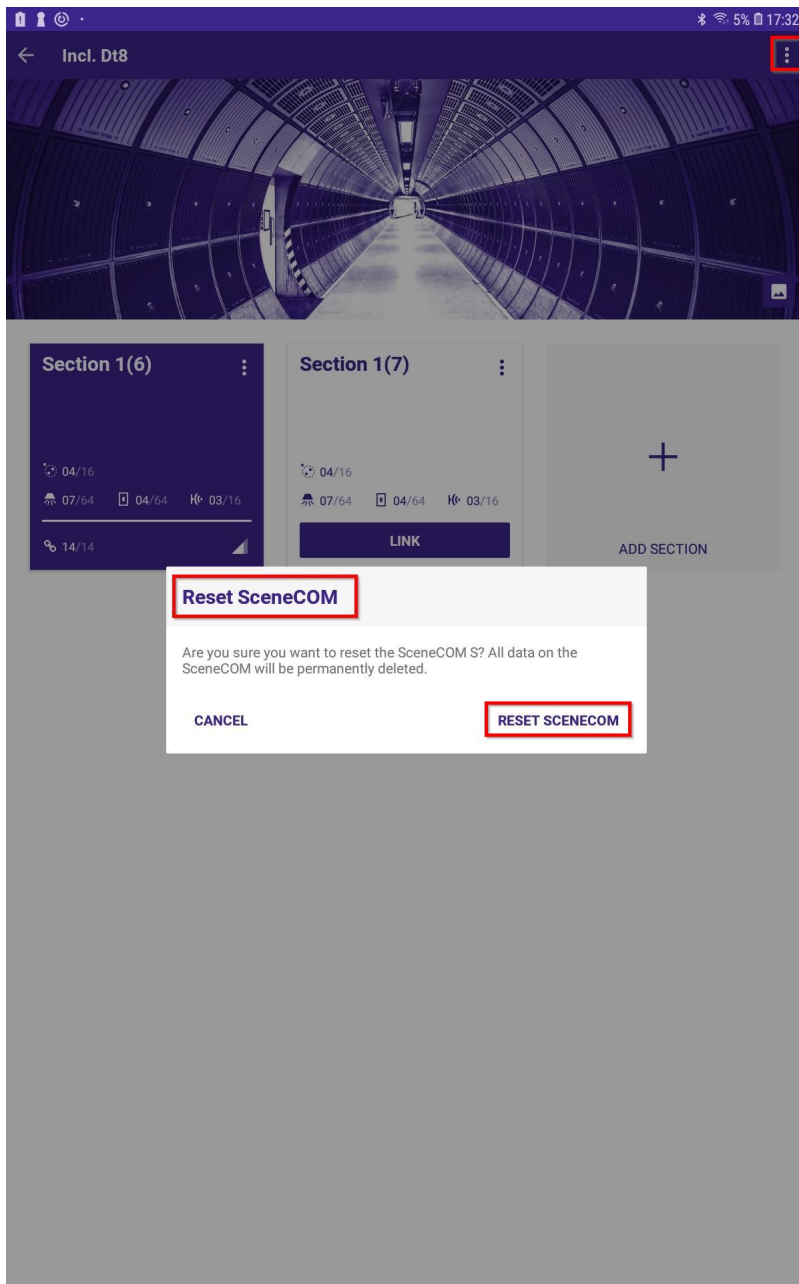 5% 17:32
Incl. Dt8
Section 1(6)
04/16
07/64 04/64 03/16
14/14
Section 1(7)
04/16
07/64 04/64 03/16
LINK
ADD SECTION
Reset SceneCOM
Are you sure you want to reset the SceneCOM S? All data on the
SceneCOM will be permanently deleted.
CANCEL RESET SCENECOM